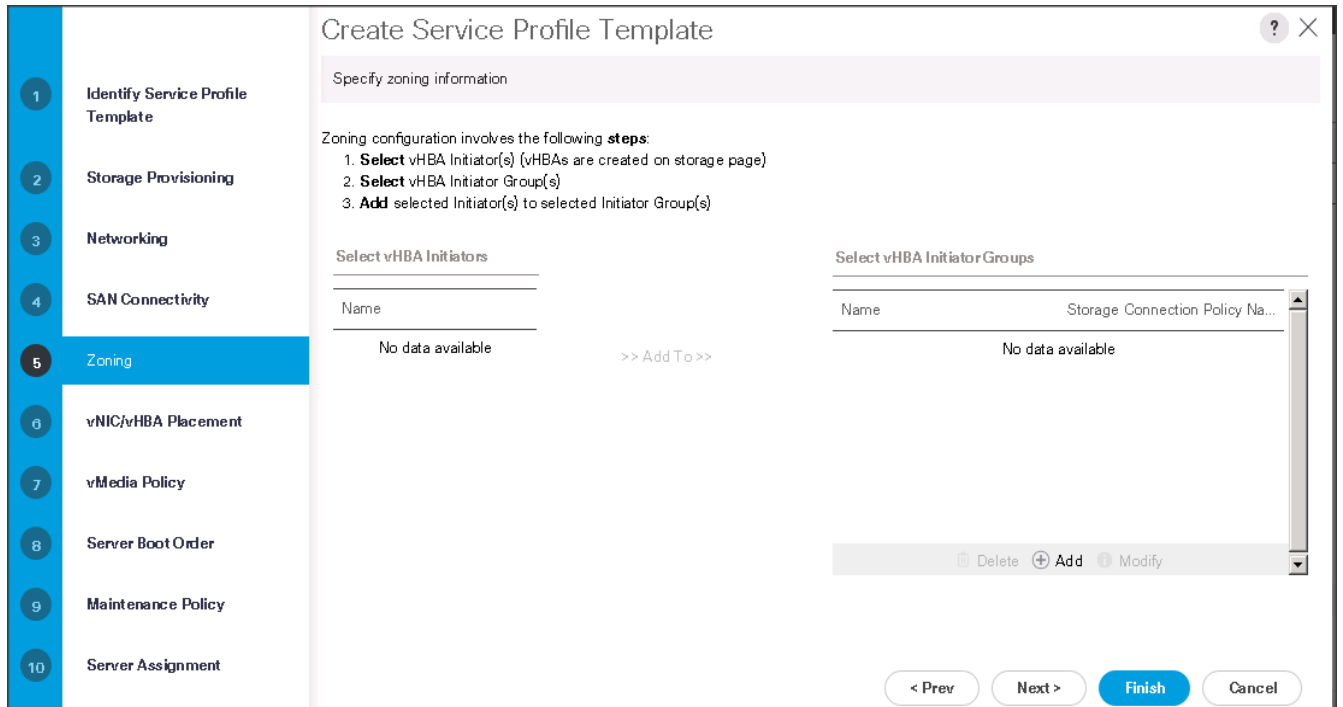 Create Service Profile Template
?
Specify zoning information
1
Identify Service Profile
Template
2
Storage Provisioning
3
Networking
4
SAN Connectivity
5
Zoning
6
vNIC/vHBA Placement
7
vMedia Policy
8
Server Boot Order
9
Maintenance Policy
10
Server Assignment
Zoning configuration involves the following steps:
1. Select vHBA Initiator(s) (vHBAs are created on storage page)
2. Select vHBA Initiator Group(s)
3. Add selected Initiator(s) to selected Initiator Group(s)
Select vHBA Initiators
Name
No data available
>> Add To >>
Select vHBA Initiator Groups
Name Storage Connection Policy Na...
No data available
Delete Add Modify
< Prev Next > Finish Cancel